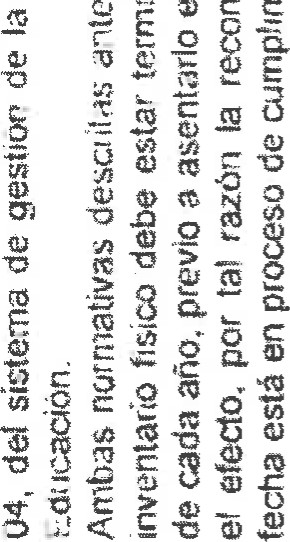 04, del sistema de gestión de la
Educación.
Ambas normativas descritas ante
inventario físico debe estar term
de cada año, previo a asentarlo e
el efecto, por tal razón la recon
fecha está en proceso de cumplim